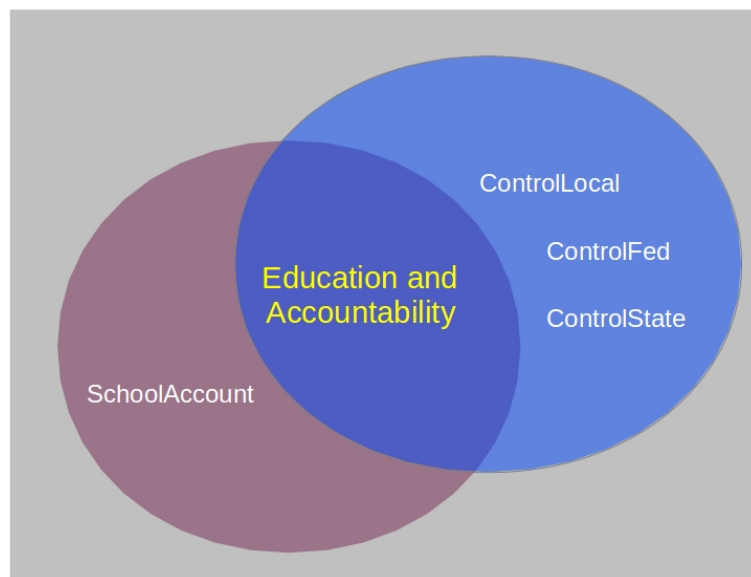 ControlLocal
ControlFed
Education and
Accountability
ControlState
SchoolAccount